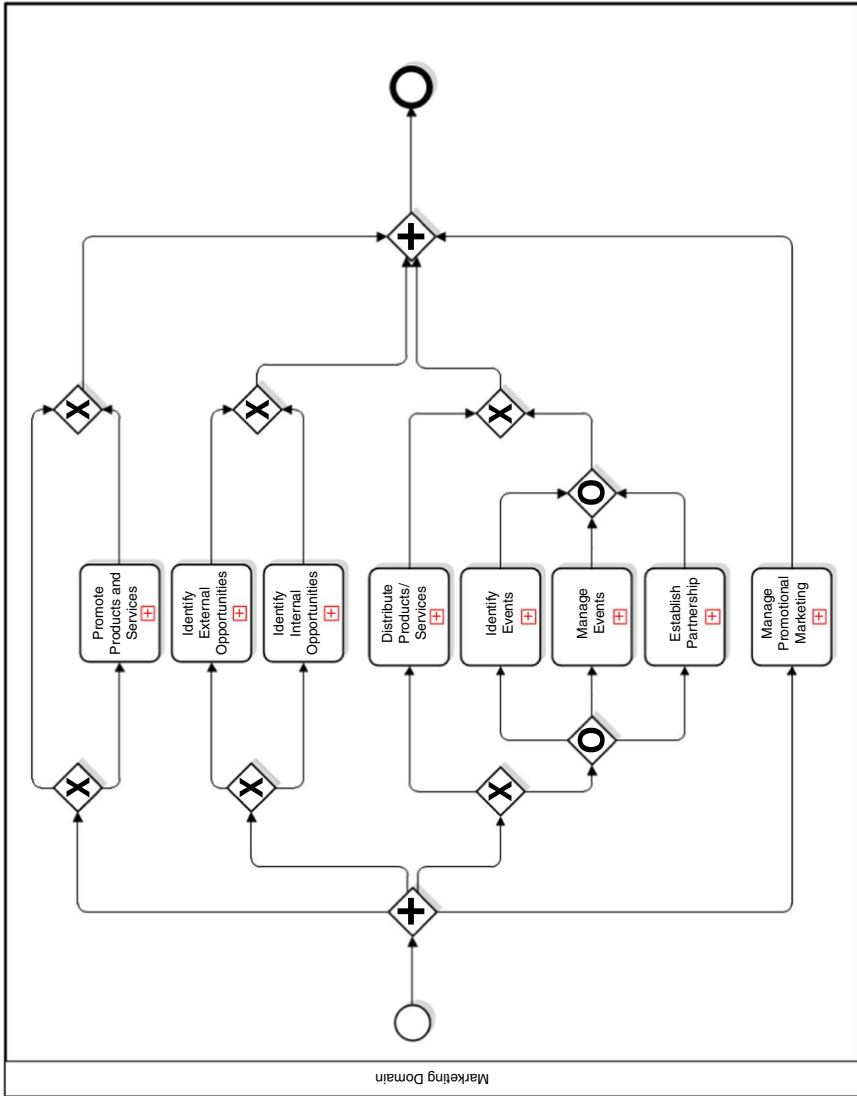 Promote
Products and
Services
Identify
External
Opportunities
Identify
Internal
Opportunities
Distribute
Products/
Services
Identify
Events
Manage
Events
Establish
Partnership
Manage
Promotional
Marketing
Marketing Domain